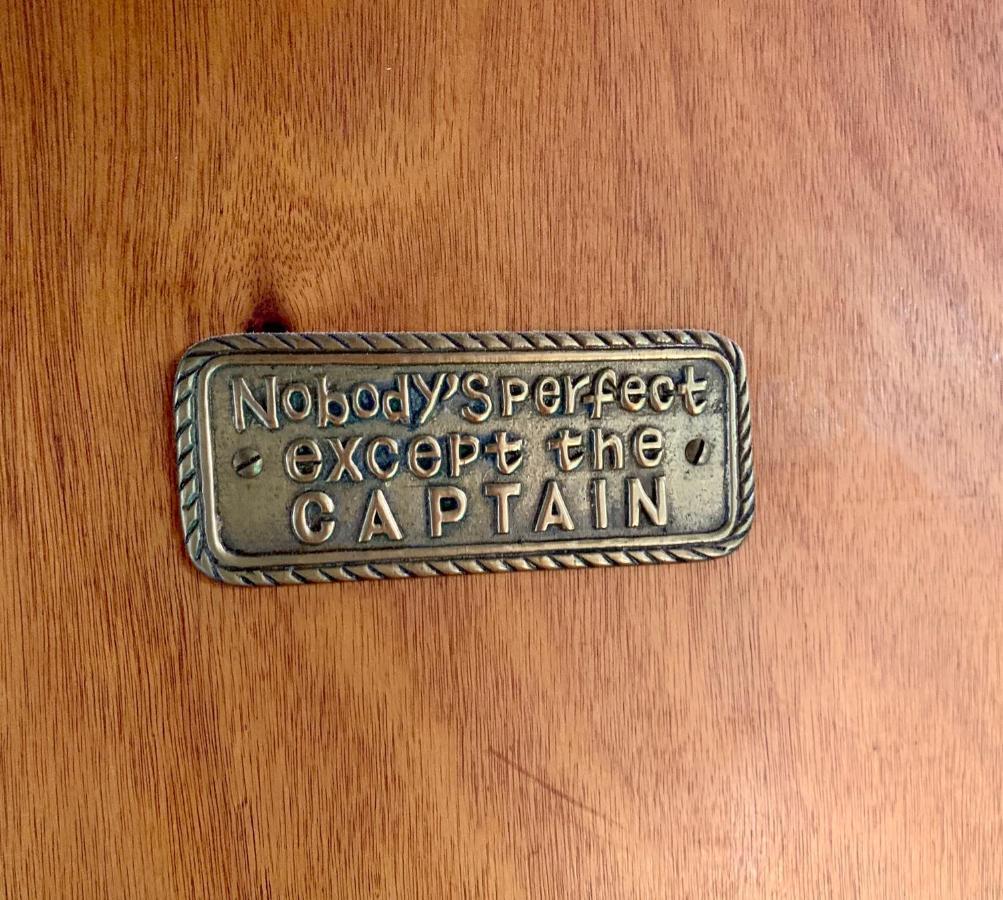 Nobody's perfect
except the
CAPTAIN